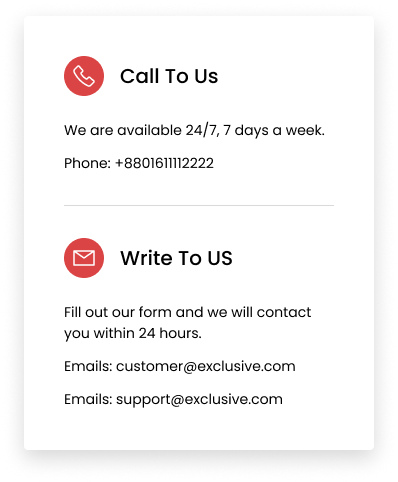 Call To Us
We are available 24/7, 7 days a week.
Phone: +8801611112222
Write To US
Fill out our form and we will contact
you within 24 hours.
Emails: customer@exclusive.com
Emails: support@exclusive.com